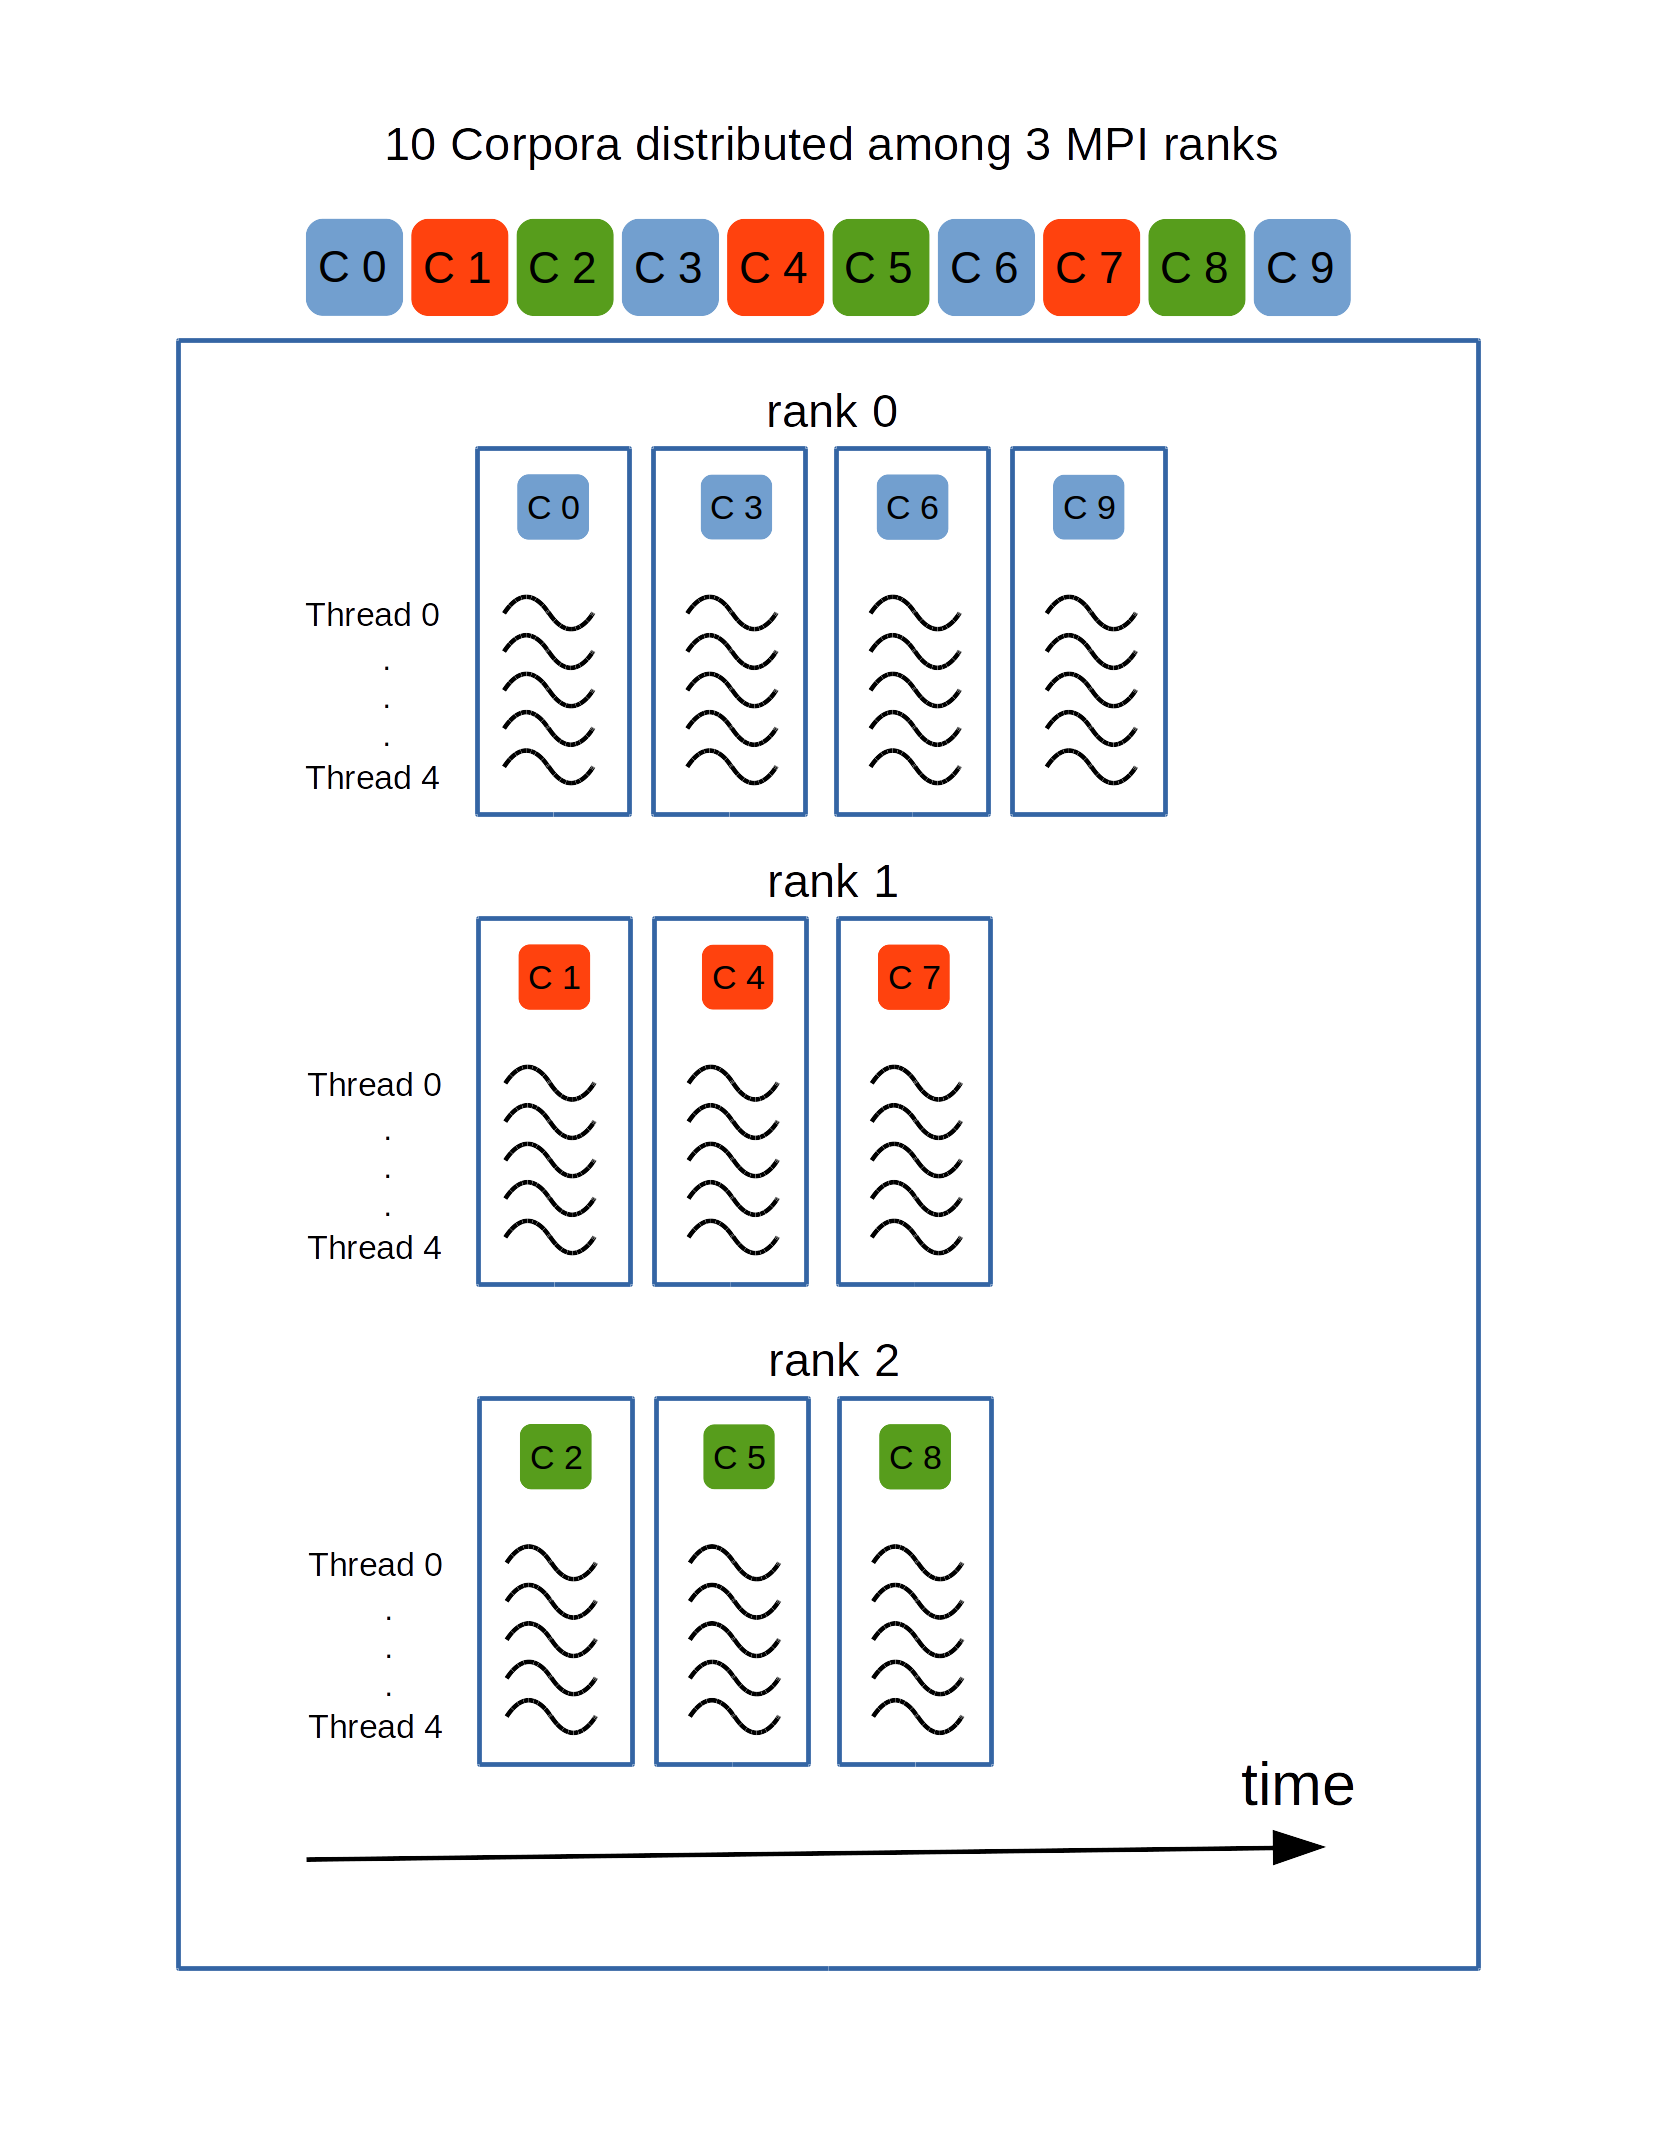 10 Corpora distributed among 3 MPI ranks
C 0 C 1 C 2 C 3 C 4 C 5 C 6 C 7 C 8 C 9
rank 0
C 0 C 3 C 6 C 9
Thread 0
.
.
.
Thread 4
rank 1
C 1 C 4 C 7
Thread 0
.
.
.
Thread 4
rank 2
C 2 C 5 C 8
Thread 0
.
.
.
Thread 4
time